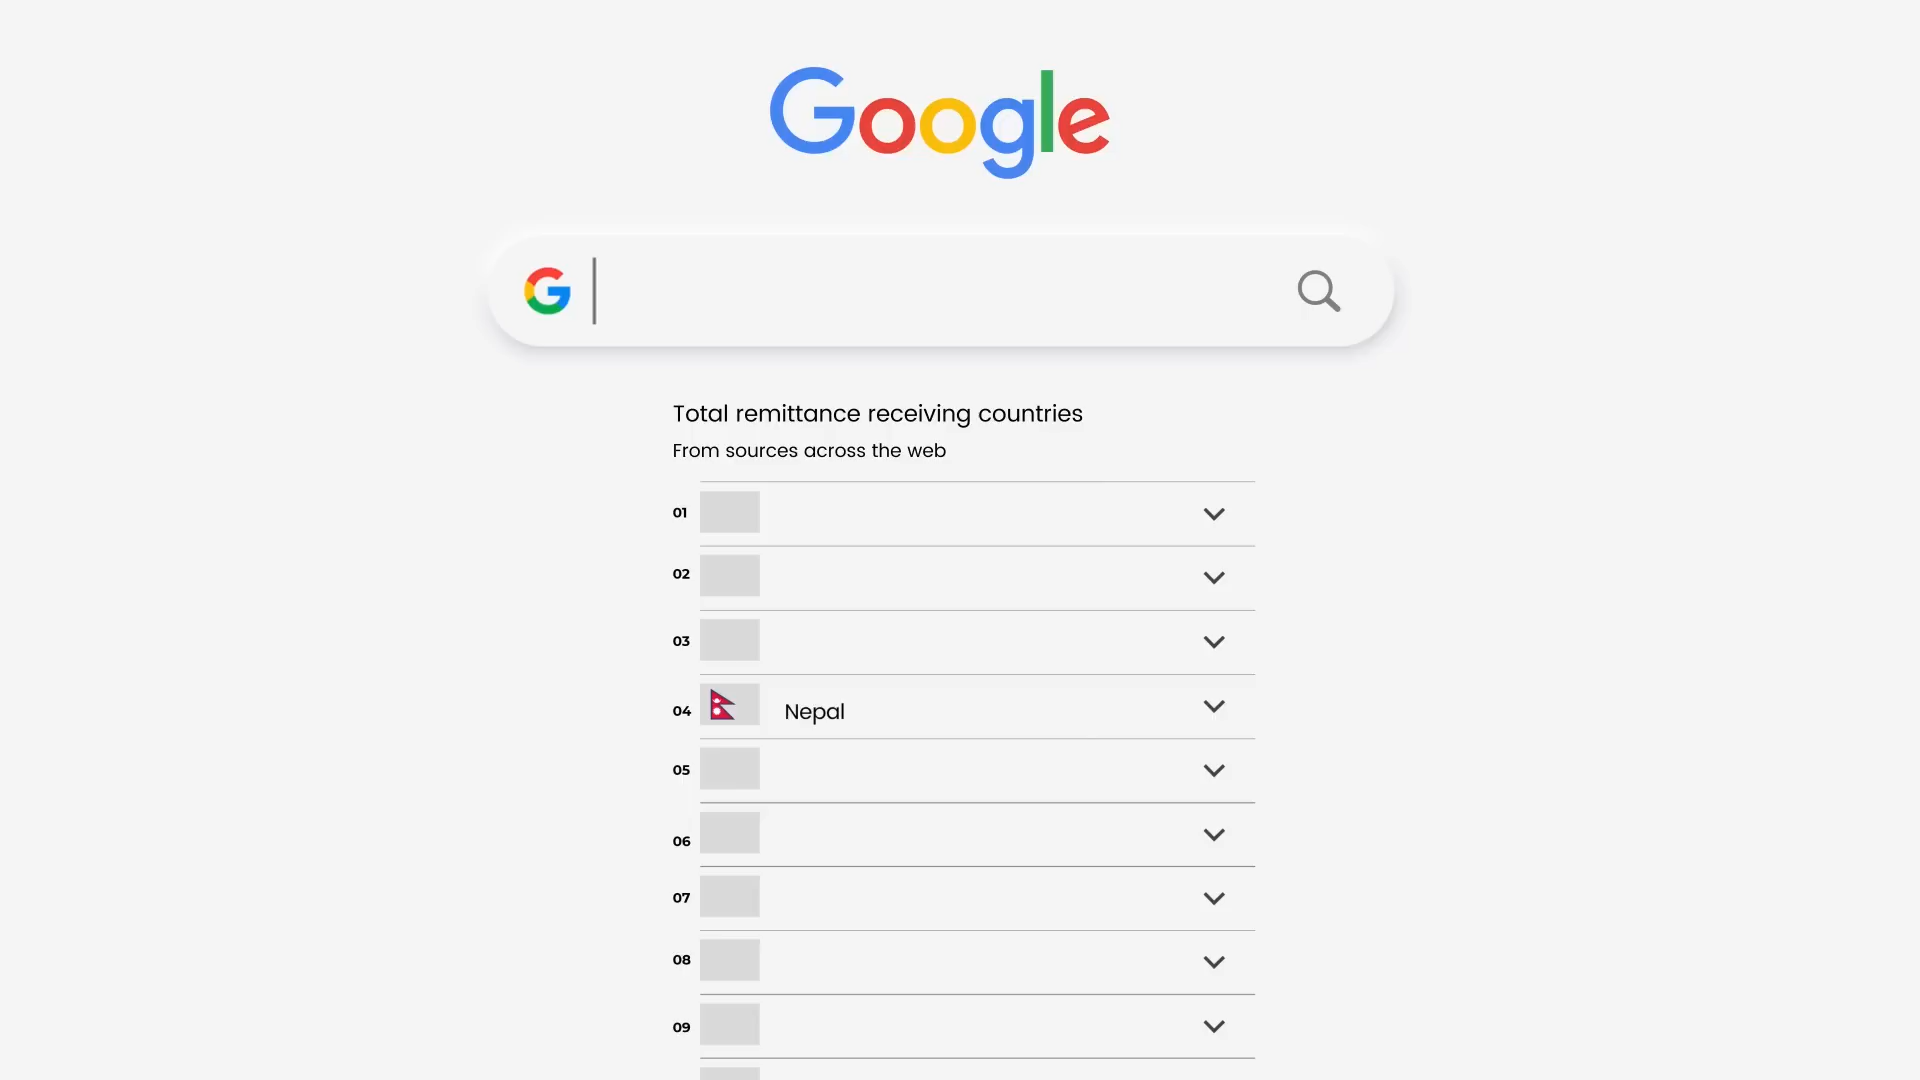 Google
G
Total remittance receiving countries
From sources across the web
01
02
03
04 Nepal
05
06
07
08
09